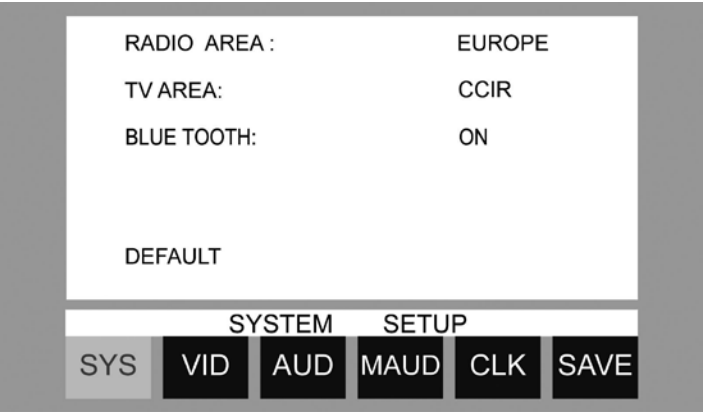 RADIO AREA : EUROPE
TV AREA: CCIR
BLUE TOOTH: ON
DEFAULT
SYSTEM SETUP
SYS VID AUD MAUD CLK SAVE